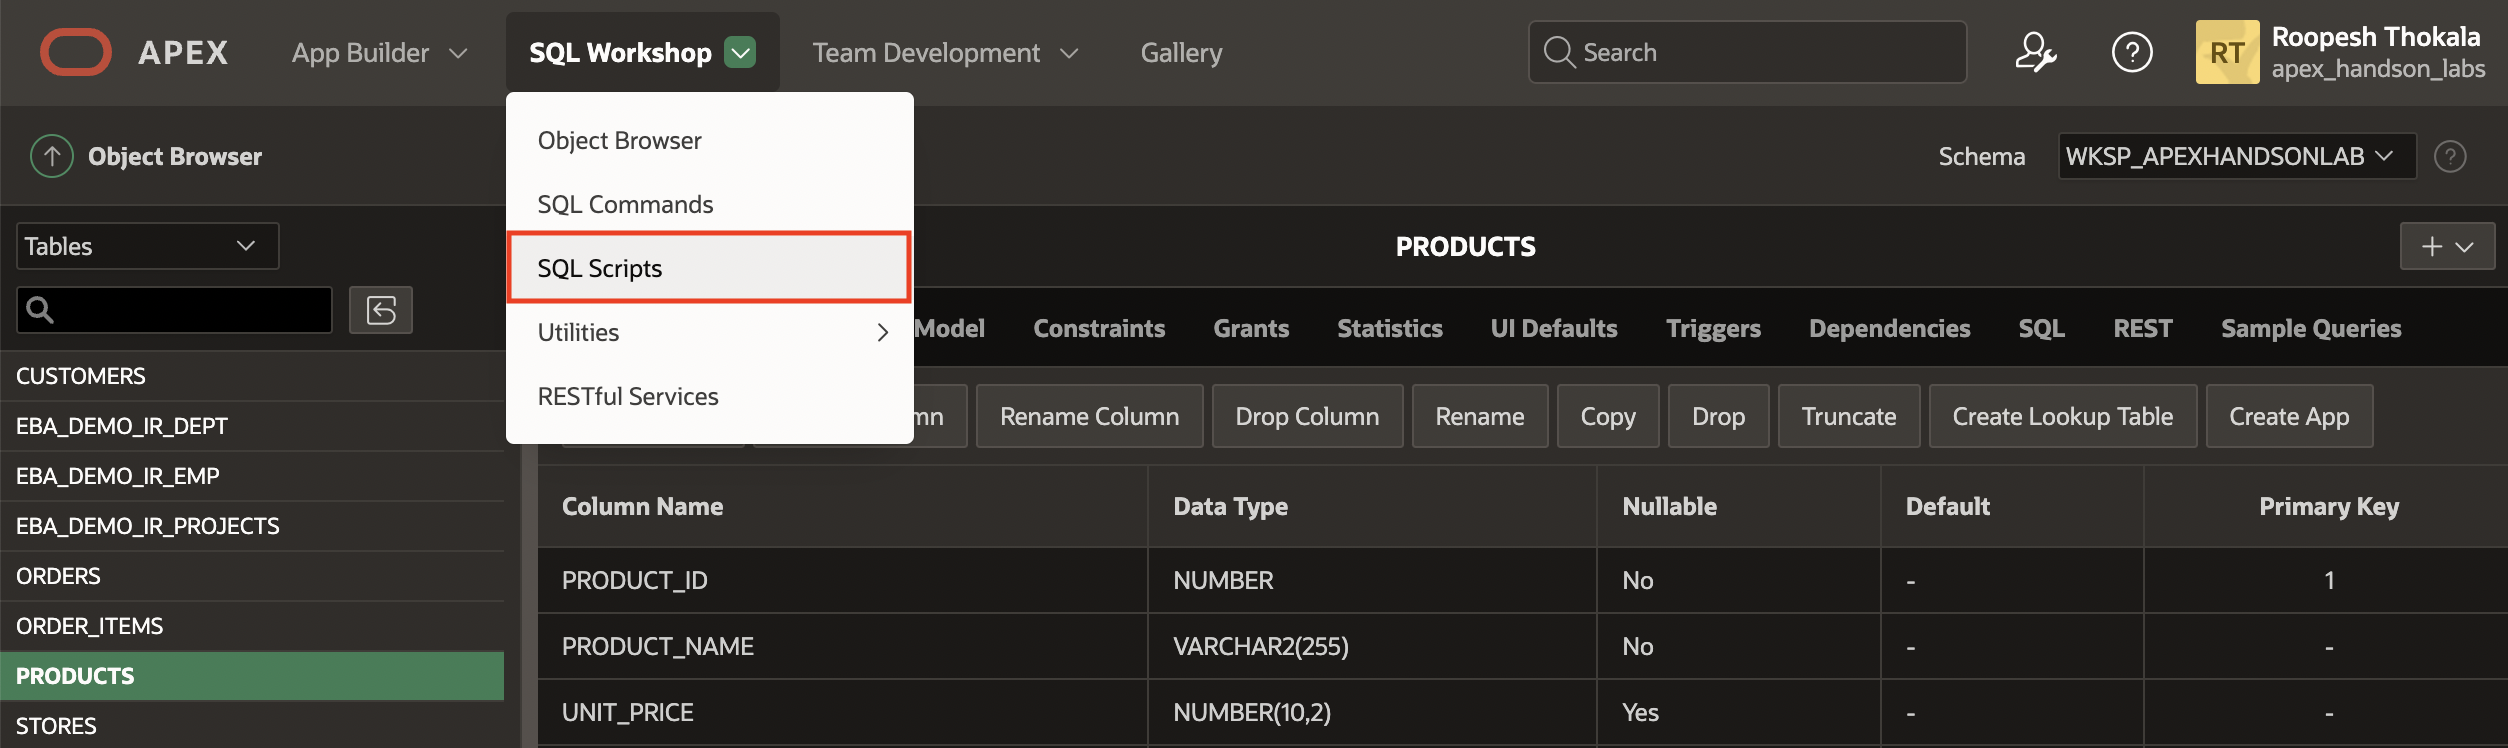 APEX App Builder SQL Workshop Team Development Gallery Search ? RT Roopesh Thokala
apex_handson_labs
Object Browser Schema WKSP_APEXHANDSONLAB ?
Object Browser
SQL Commands
SQL Scripts
Utilities
RESTful Services
Tables
PRODUCTS
Model Constraints Grants Statistics UI Defaults Triggers Dependencies SQL REST Sample Queries
Rename Column Drop Column Rename Copy Drop Truncate Create Lookup Table Create App
CUSTOMERS
EBA_DEMO_IR_DEPT
EBA_DEMO_IR_EMP
EBA_DEMO_IR_PROJECTS
ORDERS
ORDER_ITEMS
PRODUCTS
STORES
Column Name Data Type Nullable Default Primary Key
PRODUCT_ID NUMBER No - 1
PRODUCT_NAME VARCHAR2(255) No - -
UNIT_PRICE NUMBER(10,2) Yes - -